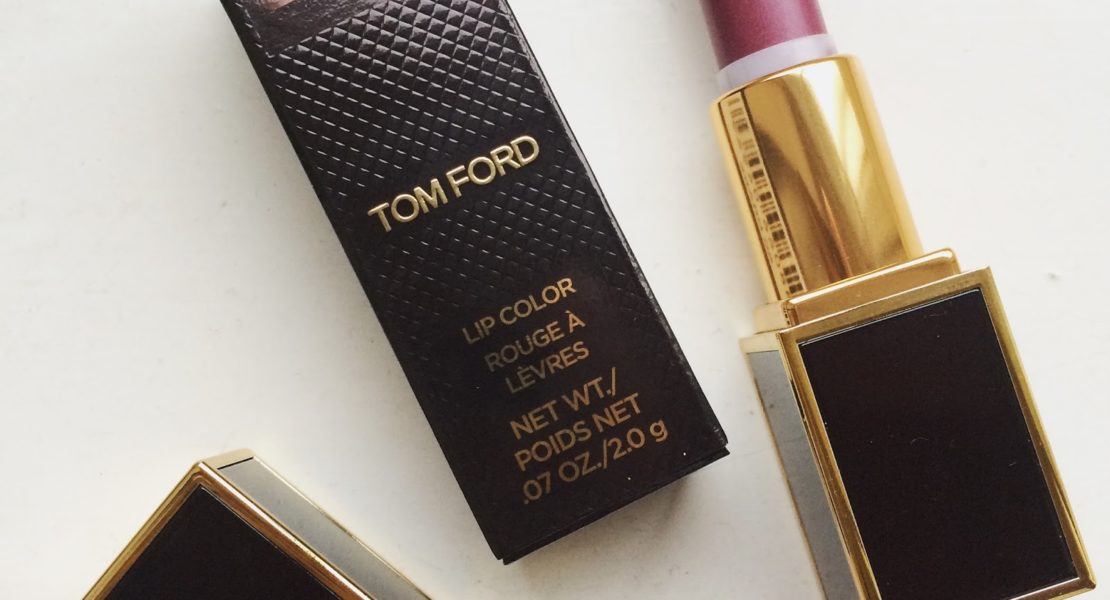 TOM FORD
LIP COLOR
ROUGE À
LÈVRES
NET WT./
POIDS NET
.07 OZ./2.0 g